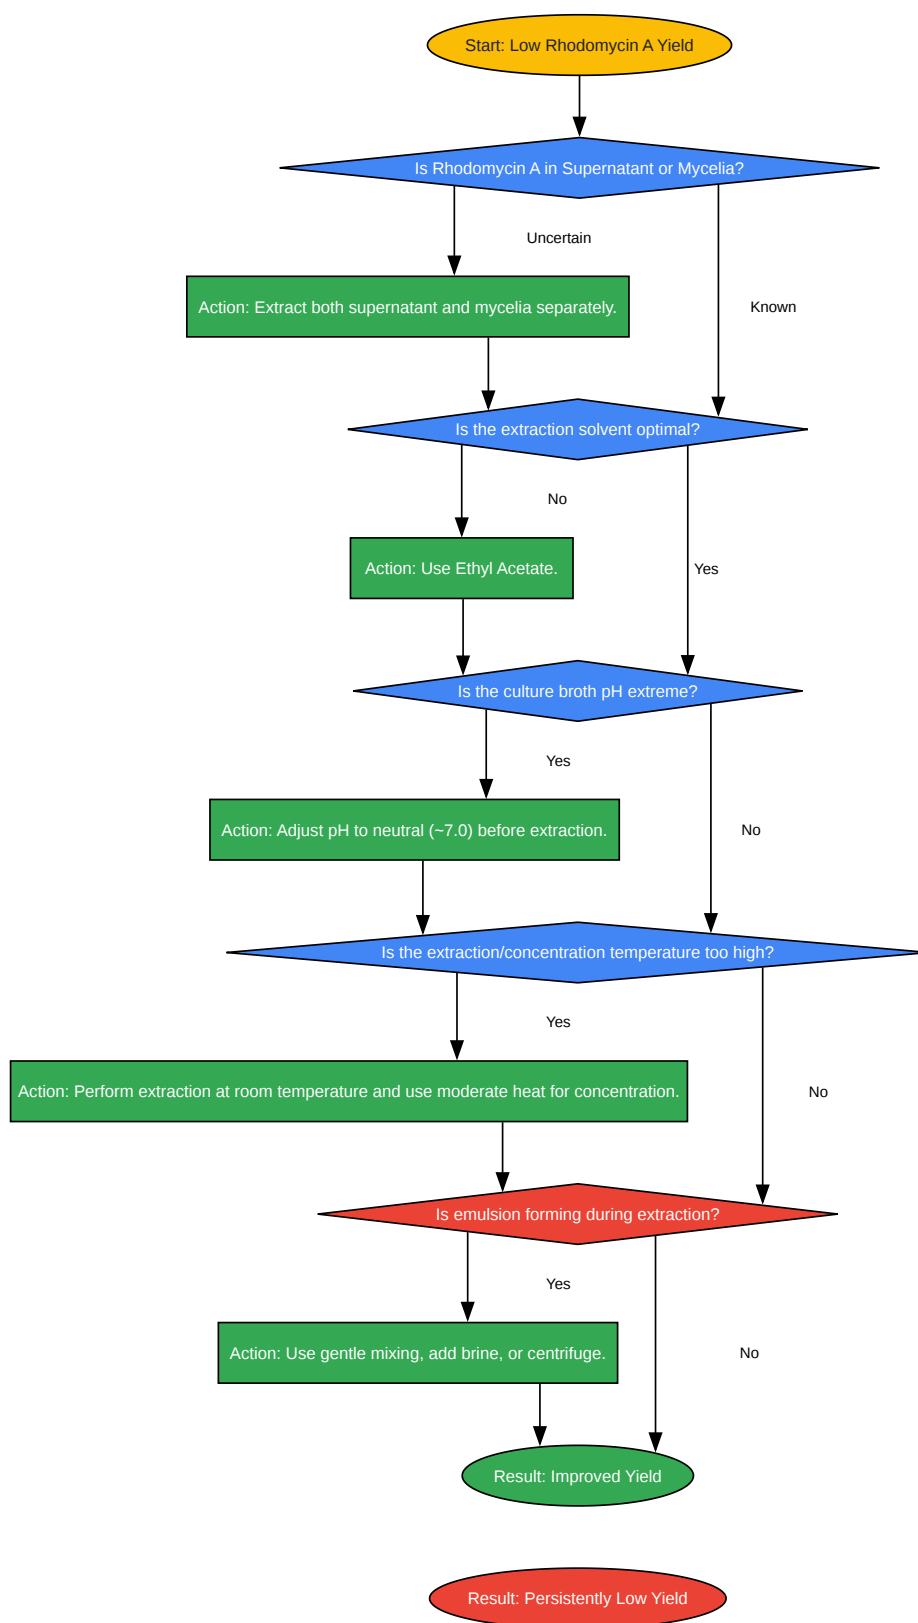 Start: Low Rhodomycin A Yield
Is Rhodomycin A in Supernatant or Mycelia?
Uncertain
Action: Extract both supernatant and mycelia separately.
Known
Is the extraction solvent optimal?
No
Action: Use Ethyl Acetate.
Yes
Is the culture broth pH extreme?
Yes
Action: Adjust pH to neutral (~7.0) before extraction.
No
Is the extraction/concentration temperature too high?
Yes
Action: Perform extraction at room temperature and use moderate heat for concentration.
No
Is emulsion forming during extraction?
Yes
Action: Use gentle mixing, add brine, or centrifuge.
No
Result: Improved Yield
Result: Persistently Low Yield